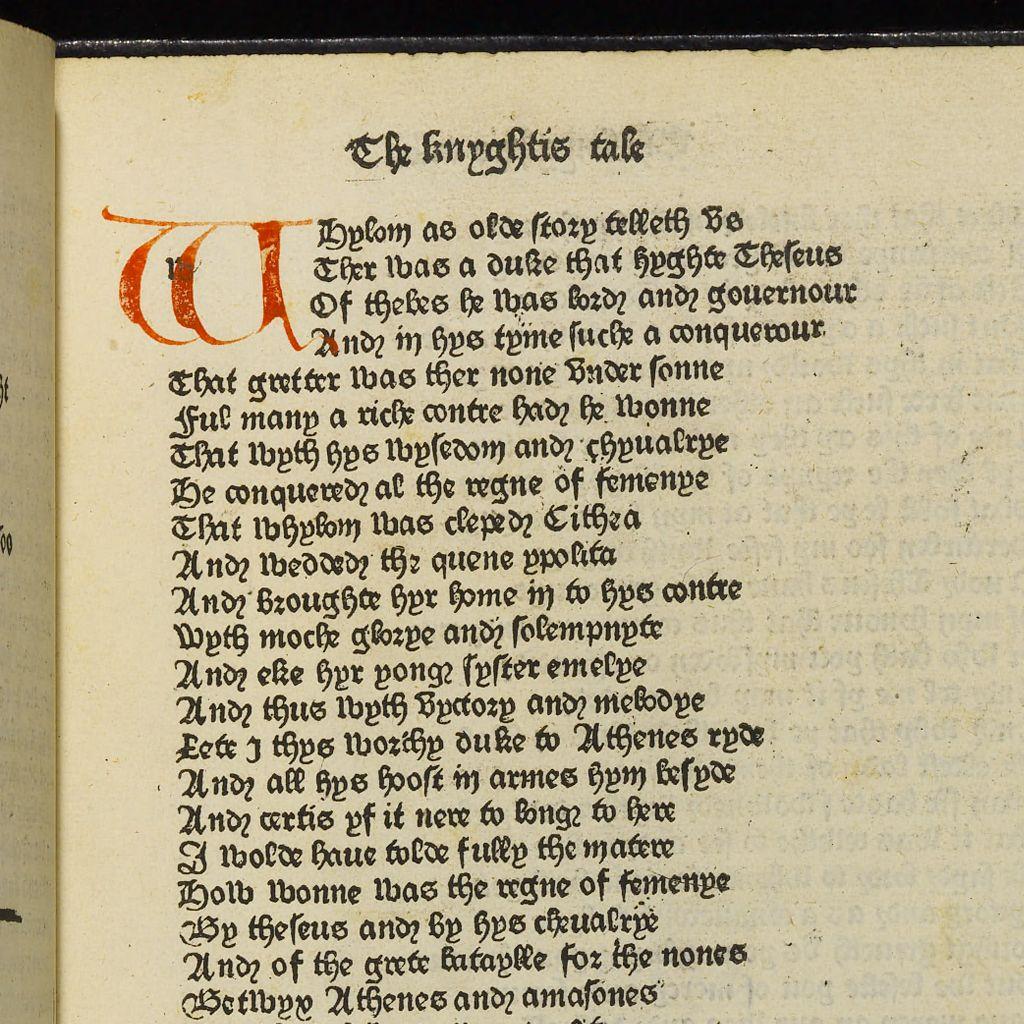 The knyghtis tale
WHylom as olde story telleth vs
Ther was a duke that hyghte Theseus
Of thebes he was lord and gouernour
And in hys tyme suche a conquerour
That gretter was ther none vnder sonne
Ful many a riche contre had he wonne
That wyth hys wysedom and chyualrye
He conquered al the regne of femenye
That whylom was cleped Cithea
And wedded the quene ypolita
And broughte hyr home in to hys contre
Wyth moche glorye and solempnyte
And eke hyr yong syster emelye
And thus wyth vyctory and melodye
Lete I thys worthy duke to Athenes ryde
And all hys hoost in armes hym besyde
And certis yf it nere to long to here
I wolde haue tolde fully the matere
How wonne was the regne of femenye
By theseus and by hys cheualrye
And of the grete bataylle for the nones
Betwyx Athenes and amasones